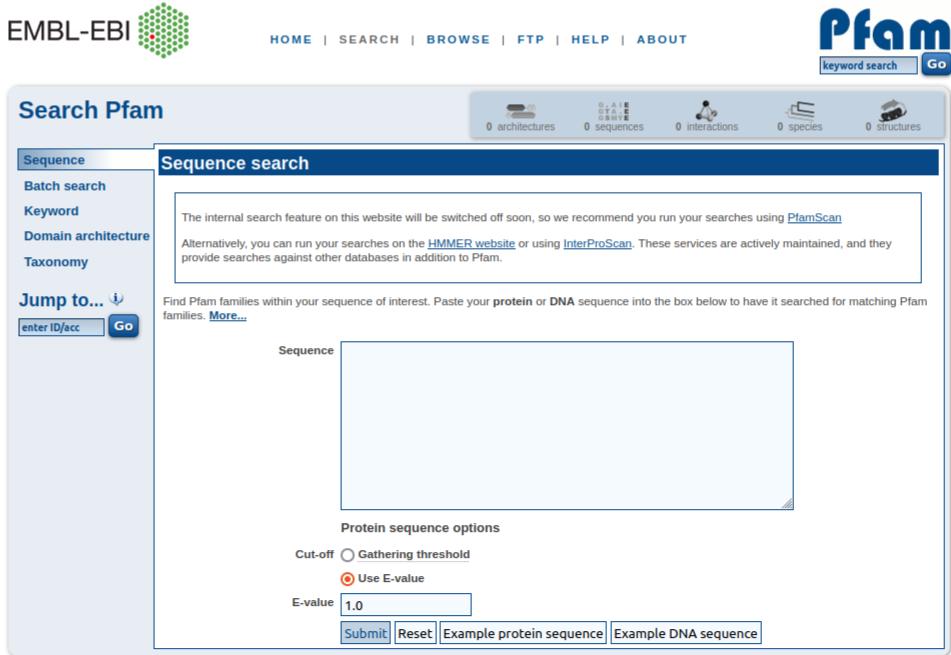 EMBL-EBI
HOME | SEARCH | BROWSE | FTP | HELP | ABOUT
Pfam
keyword search Go
Search Pfam
0 architectures 0 sequences 0 interactions 0 species 0 structures
Sequence
Batch search
Keyword
Domain architecture
Taxonomy
Jump to...
enter ID/acc Go
Sequence search
The internal search feature on this website will be switched off soon, so we recommend you run your searches using PfamScan
Alternatively, you can run your searches on the HMMER website or using InterProScan. These services are actively maintained, and they
provide searches against other databases in addition to Pfam.
Find Pfam families within your sequence of interest. Paste your protein or DNA sequence into the box below to have it searched for matching Pfam
families. More...
Sequence
Protein sequence options
Cut-off Gathering threshold
Use E-value
E-value 1.0
Submit Reset Example protein sequence Example DNA sequence